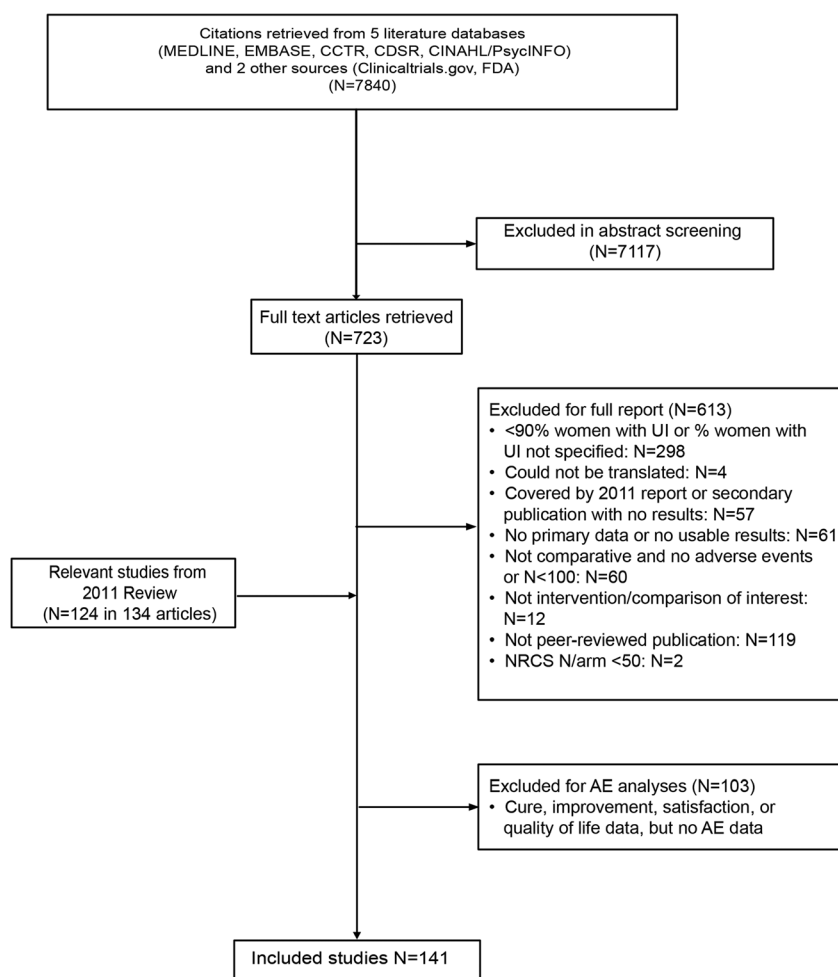 Citations retrieved from 5 literature databases
(MEDLINE, EMBASE, CCTR, CDSR, CINAHL/PsycINFO)
and 2 other sources (Clinicaltrials.gov, FDA)
(N=7840)
Excluded in abstract screening
(N=7117)
Full text articles retrieved
(N=723)
Excluded for full report (N=613)
• <90% women with UI or % women with
UI not specified: N=298
• Could not be translated: N=4
• Covered by 2011 report or secondary
publication with no results: N=57
• No primary data or no usable results: N=61
• Not comparative and no adverse events
or N<100: N=60
• Not intervention/comparison of interest:
N=12
• Not peer-reviewed publication: N=119
• NRCS N/arm <50: N=2
Relevant studies from
2011 Review
(N=124 in 134 articles)
Excluded for AE analyses (N=103)
• Cure, improvement, satisfaction, or
quality of life data, but no AE data
Included studies N=141